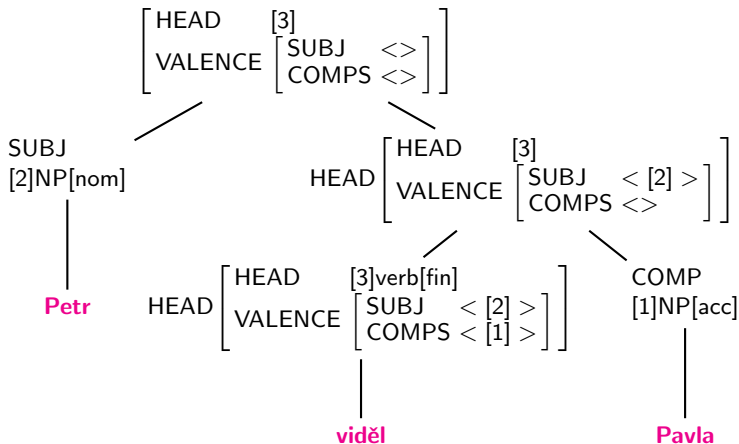 HEAD [3]
VALENCE [SUBJ <>
COMPS <>]
SUBJ
[2]NP[nom]
HEAD [HEAD [3]
VALENCE [SUBJ < [2] >
COMPS <>]]
Petr
HEAD [HEAD [3]verb[fin]
VALENCE [SUBJ < [2] >
COMPS < [1] >]]
COMP
[1]NP[acc]
viděl
Pavla